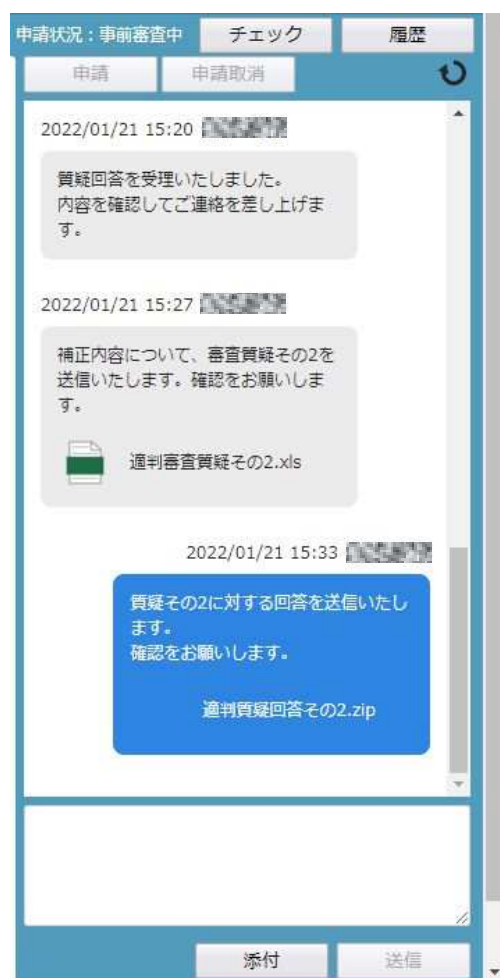 申請状況：事前審査中 チェック 履歴
申請 申請取消
2022/01/21 15:20
質疑回答を受理いたしました。
内容を確認してご連絡を差し上げま
す。
2022/01/21 15:27
補正内容について、審査質疑その2を
送信いたします。確認をお願いしま
す。
適判審査質疑その2.xls
2022/01/21 15:33
質疑その2に対する回答を送信いたし
ます。
確認をお願いします。
適判質疑回答その2.zip
添付 送信